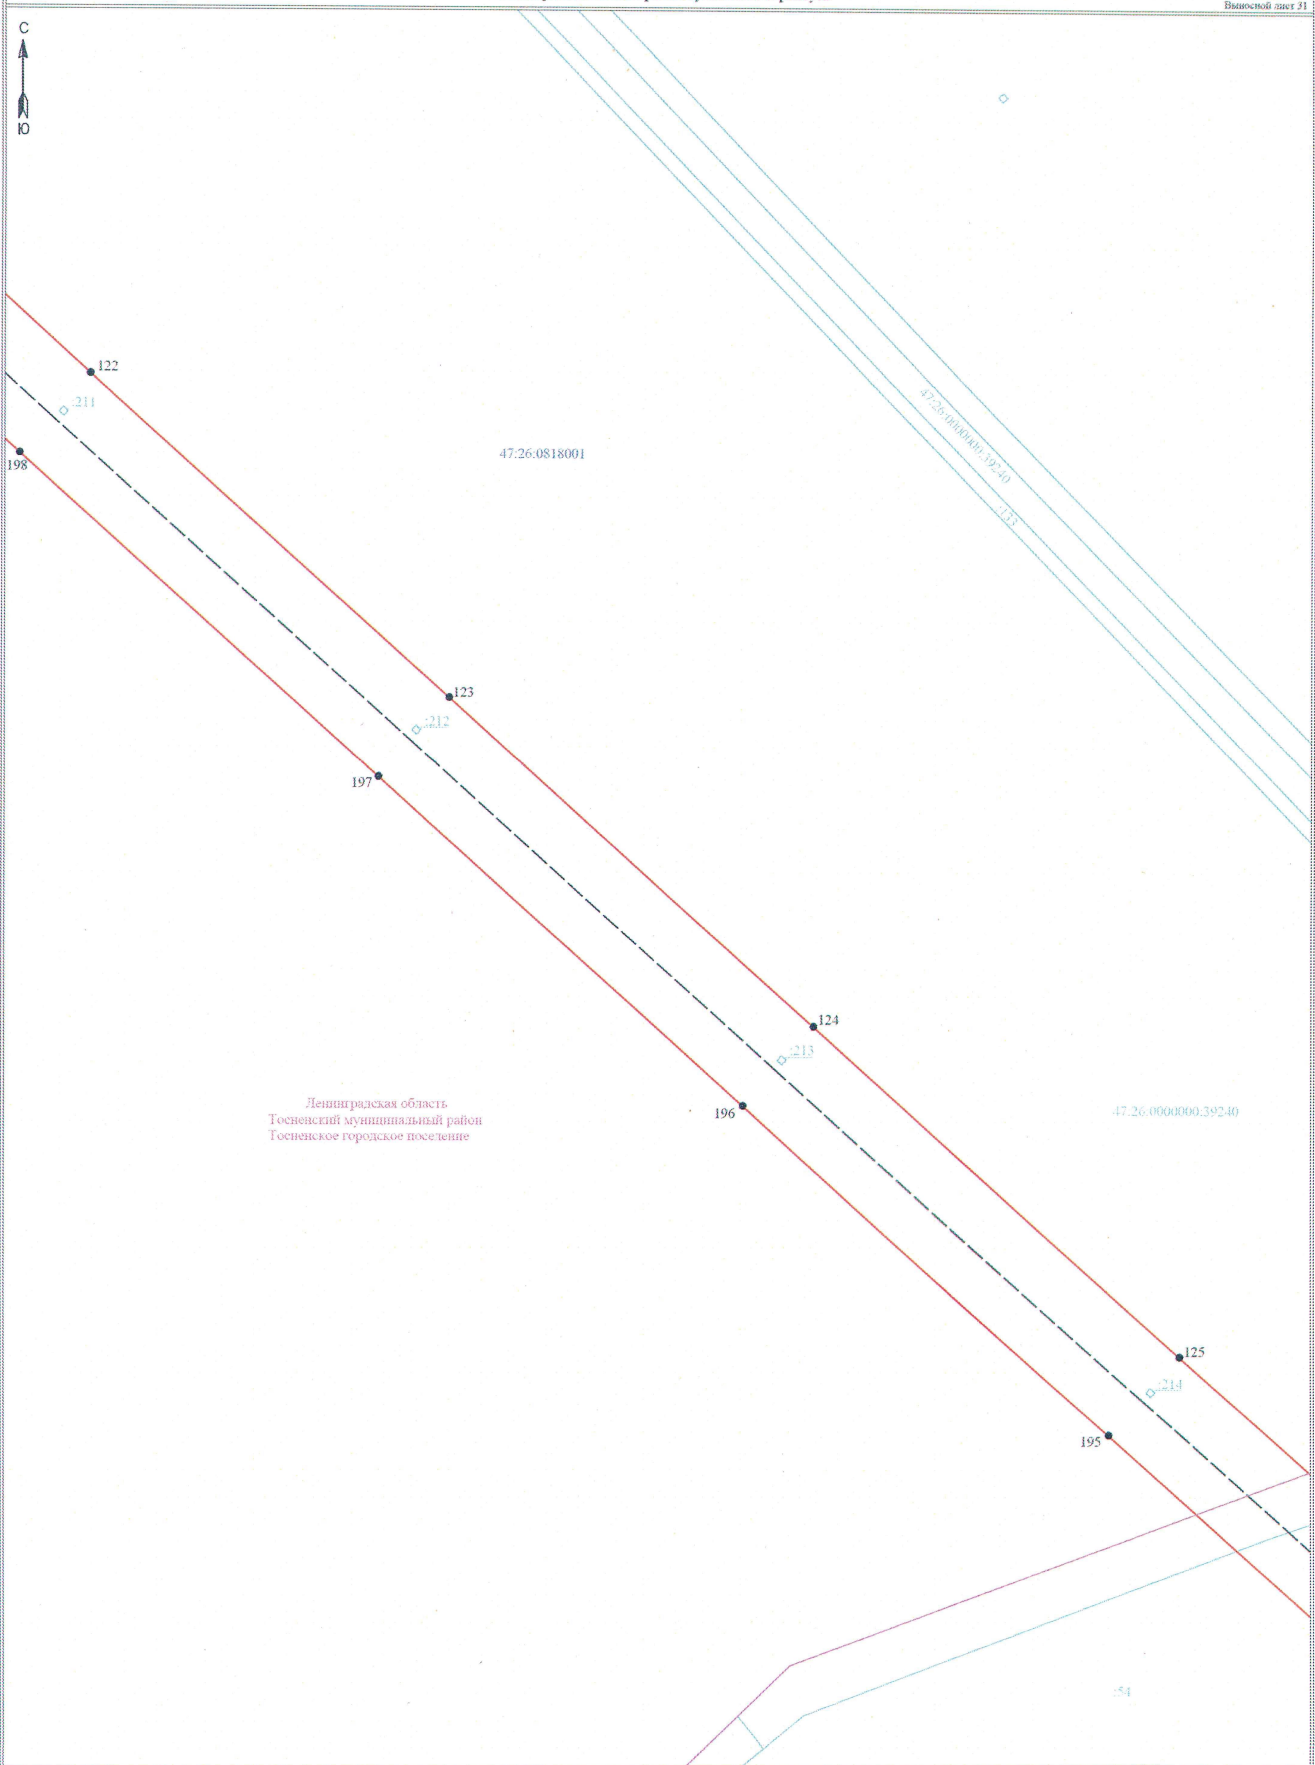 Выносной лист 31
С
Ю
122
:211
198
47:26:0818001
47:26:0000000:39240
:133
123
:212
197
124
:213
196
Ленинградская область
Тосненский муниципальный район
Тосненское городское поселение
47:26:0000000:39240
125
:214
195
:54